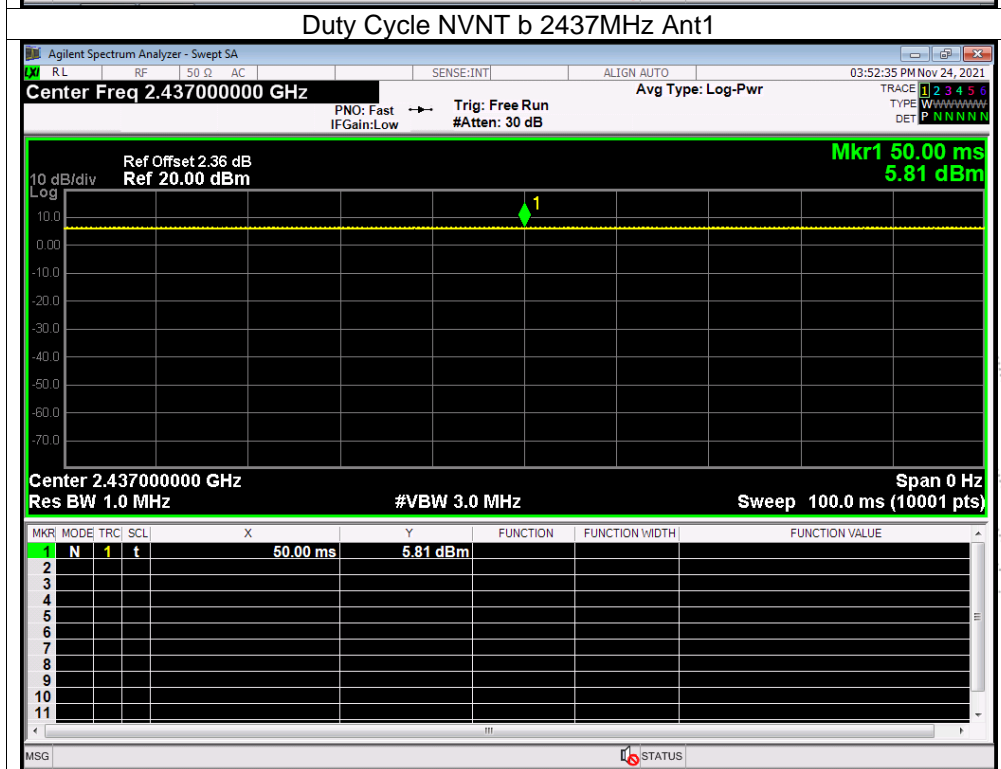 Duty Cycle NVNT b 2437MHz Ant1
Agilent Spectrum Analyzer - Swept SA
LXI RL RF 50 Ω AC SENSE:INT ALIGN AUTO 03:52:35 PM Nov 24, 2021
Center Freq 2.437000000 GHz Avg Type: Log-Pwr TRACE 1 2 3 4 5 6
PNO: Fast Trig: Free Run TYPE WWWWWWW
IFGain:Low #Atten: 30 dB DET P N N N N N
Mkr1 50.00 ms
5.81 dBm
Ref Offset 2.36 dB
10 dB/div Ref 20.00 dBm
Log
1
10.0
0.00
-10.0
-20.0
-30.0
-40.0
-50.0
-60.0
-70.0
Center 2.437000000 GHz Span 0 Hz
Res BW 1.0 MHz #VBW 3.0 MHz Sweep 100.0 ms (10001 pts)
MKR MODE TRC SCL X Y FUNCTION FUNCTION WIDTH FUNCTION VALUE
1 N 1 t 50.00 ms 5.81 dBm
2
3
4
5
6
7
8
9
10
11
MSG STATUS